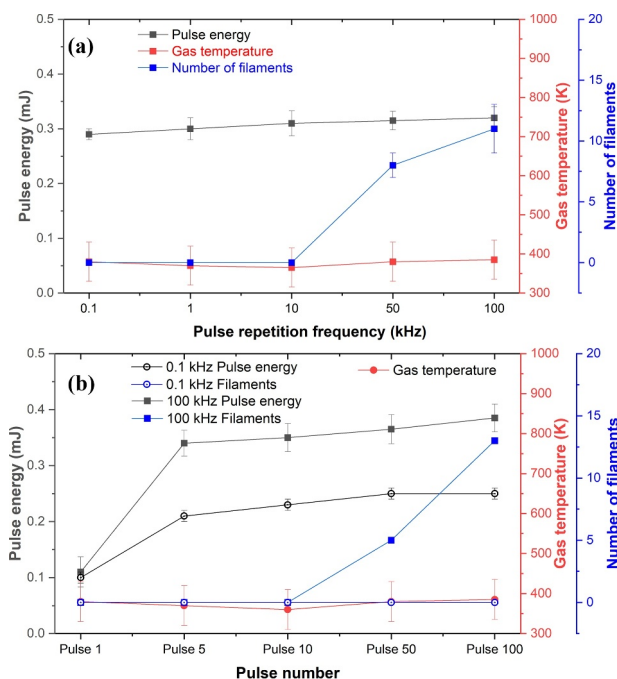 (a)
Pulse energy
Gas temperature
Number of filaments
0.5
0.4
0.3
0.2
0.1
0.0
Pulse energy (mJ)
1000
900
800
700
600
500
400
300
Gas temperature (K)
20
15
10
5
0
Number of filaments
0.1
1
10
50
100
Pulse repetition frequency (kHz)
(b)
0.1 kHz Pulse energy
0.1 kHz Filaments
100 kHz Pulse energy
100 kHz Filaments
Gas temperature
0.5
0.4
0.3
0.2
0.1
0.0
Pulse energy (mJ)
1000
900
800
700
600
500
400
300
Gas temperature (K)
20
15
10
5
0
Number of filaments
Pulse 1
Pulse 5
Pulse 10
Pulse 50
Pulse 100
Pulse number